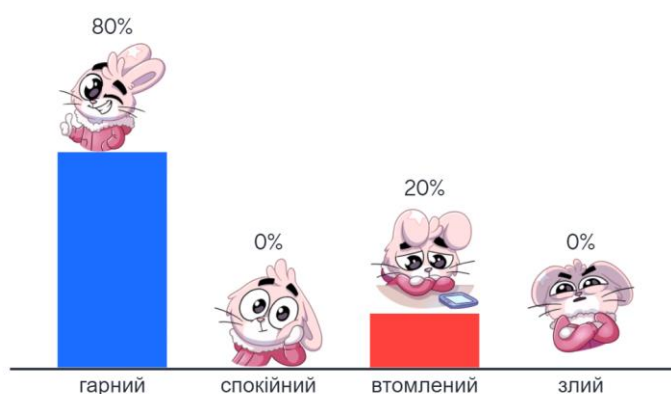 80%
0%
20%
0%
гарний
спокійний
втомлений
злий